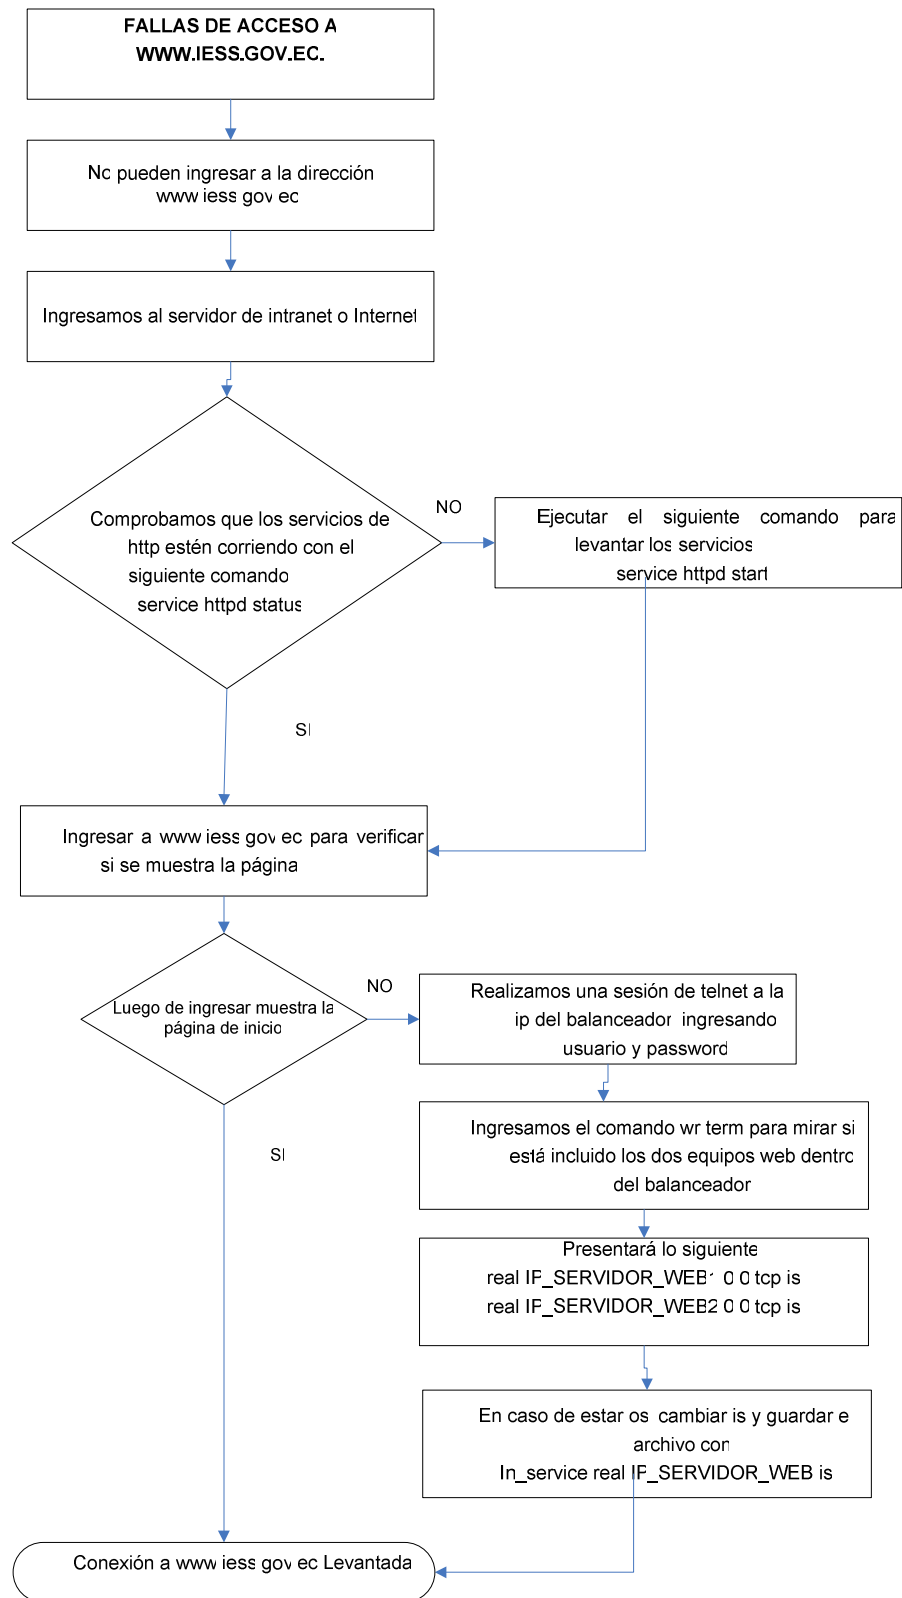 FALLAS DE ACCESO A
WWW.IESS.GOV.EC.
No pueden ingresar a la dirección
www.iess.gov.ec
Ingresamos al servidor de intranet o Internet
Comprobamos que los servicios de
http estén corriendo con el
siguiente comando
service httpd status
NO
Ejecutar el siguiente comando para
levantar los servicios
service httpd start
SI
Ingresar a www.iess.gov.ec para verificar
si se muestra la página
Luego de ingresar muestra la
página de inicio
NO
Realizamos una sesión de telnet a la
ip del balanceador ingresando
usuario y password
SI
Ingresamos el comando wr term para mirar si
está incluido los dos equipos web dentro
del balanceador
Presentará lo siguiente
real IP_SERVIDOR_WEB1 0 0 tcp is
real IP_SERVIDOR_WEB2 0 0 tcp is
En caso de estar os cambiar is y guardar e
archivo con
In_service real IP_SERVIDOR_WEB is
Conexión a www.iess.gov.ec Levantada